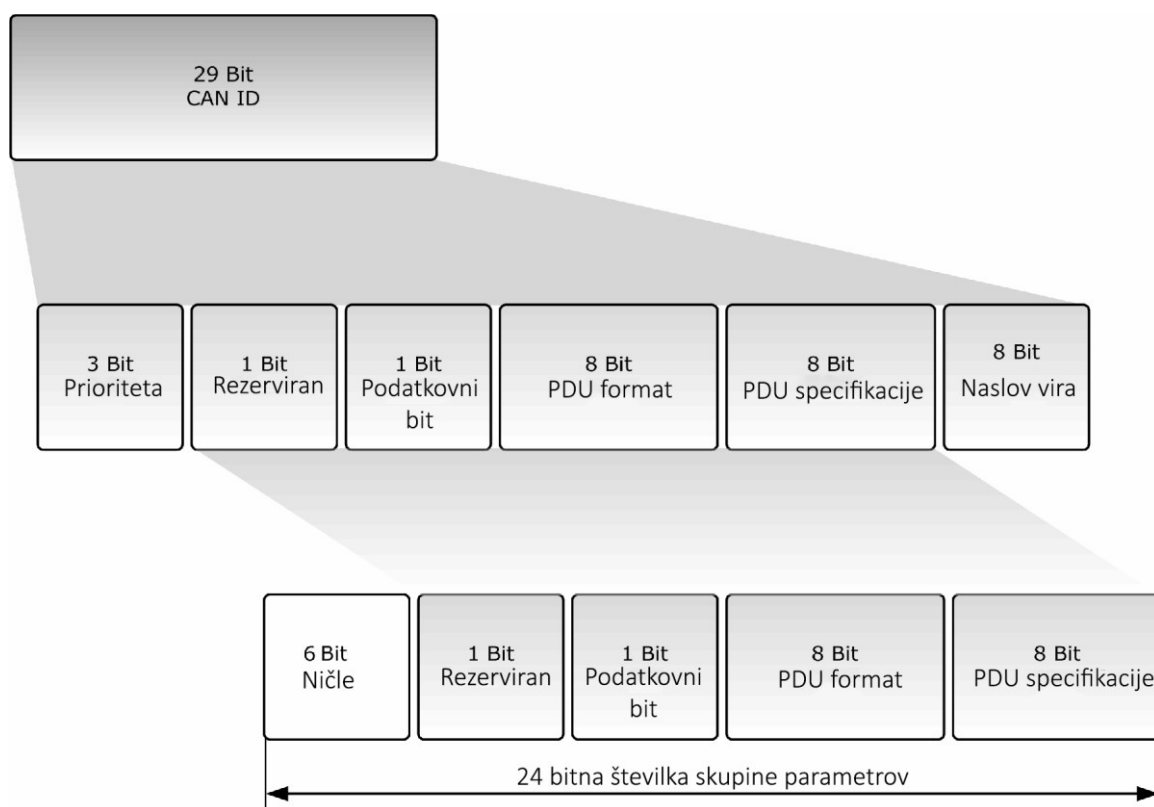 29 Bit
CAN ID
3 Bit
Prioriteta
1 Bit
Rezerviran
1 Bit
Podatkovni
bit
8 Bit
PDU format
8 Bit
PDU specifikacije
8 Bit
Naslov vira
6 Bit
Ničle
1 Bit
Rezerviran
1 Bit
Podatkovni
bit
8 Bit
PDU format
8 Bit
PDU specifikacije
24 bitna številka skupine parametrov